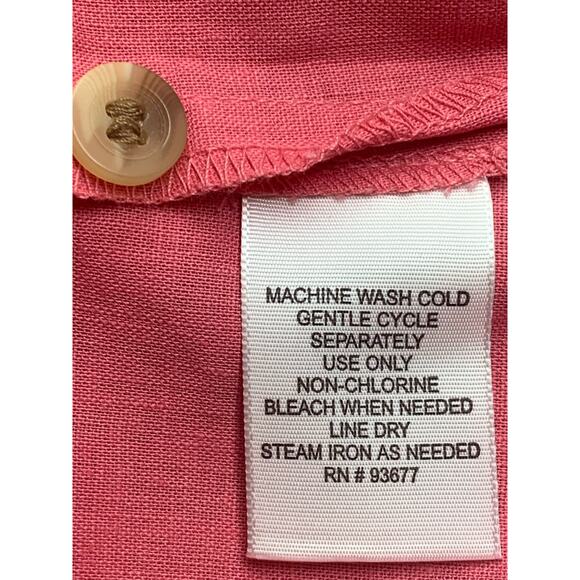 MACHINE WASH COLD
GENTLE CYCLE
SEPARATELY
USE ONLY
NON-CHLORINE
BLEACH WHEN NEEDED
LINE DRY
STEAM IRON AS NEEDED
RN # 93677